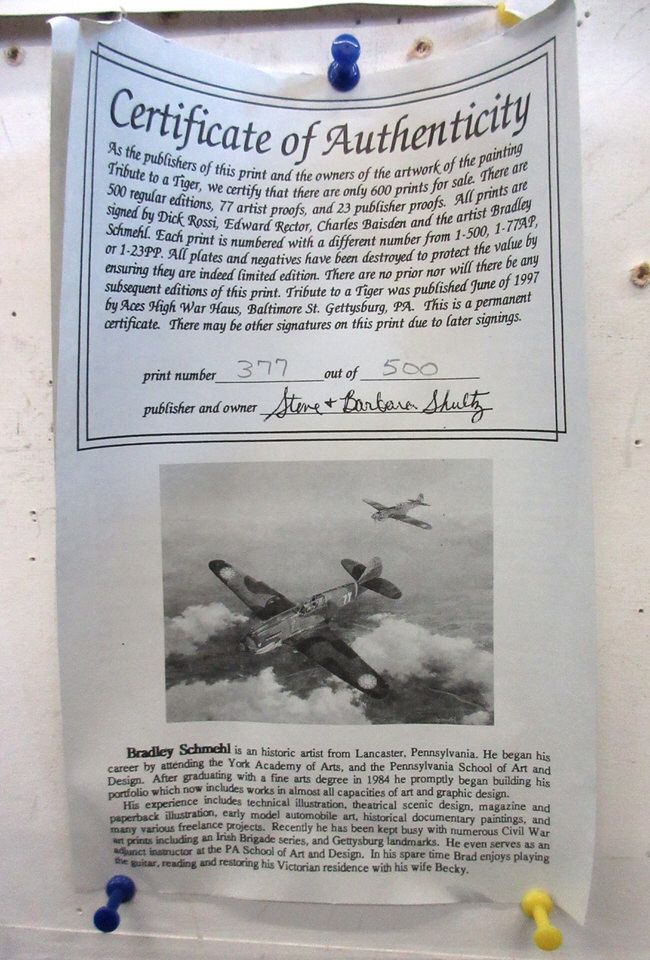 Certificate of Authenticity
As the publishers of this print and the owners of the artwork of the painting
Tribute to a Tiger, we certify that there are only 600 prints for sale. There are
500 regular editions, 77 artist proofs, and 23 publisher proofs. All prints are
signed by Dick Rossi, Edward Rector, Charles Baisden and the artist Bradley
Schmehl. Each print is numbered with a different number from 1-500, 1-77AP,
or 1-23PP. All plates and negatives have been destroyed to protect the value by
ensuring they are indeed limited edition. There are no prior nor will there be any
subsequent editions of this print. Tribute to a Tiger was published June of 1997
by Aces High War Haus, Baltimore St. Gettysburg, PA. This is a permanent
certificate. There may be other signatures on this print due to later signings.
print number 377 out of 500
publisher and owner Steve + Barbara Shultz
77
Bradley Schmehl is an historic artist from Lancaster, Pennsylvania. He began his
career by attending the York Academy of Arts, and the Pennsylvania School of Art and
Design. After graduating with a fine arts degree in 1984 he promptly began building his
portfolio which now includes works in almost all capacities of art and graphic design.
His experience includes technical illustration, theatrical scenic design, magazine and
paperback illustration, early model automobile art, historical documentary paintings, and
many various freelance projects. Recently he has been kept busy with numerous Civil War
art prints including an Irish Brigade series, and Gettysburg landmarks. He even serves as an
adjunct instructor at the PA School of Art and Design. In his spare time Brad enjoys playing
the guitar, reading and restoring his Victorian residence with his wife Becky.